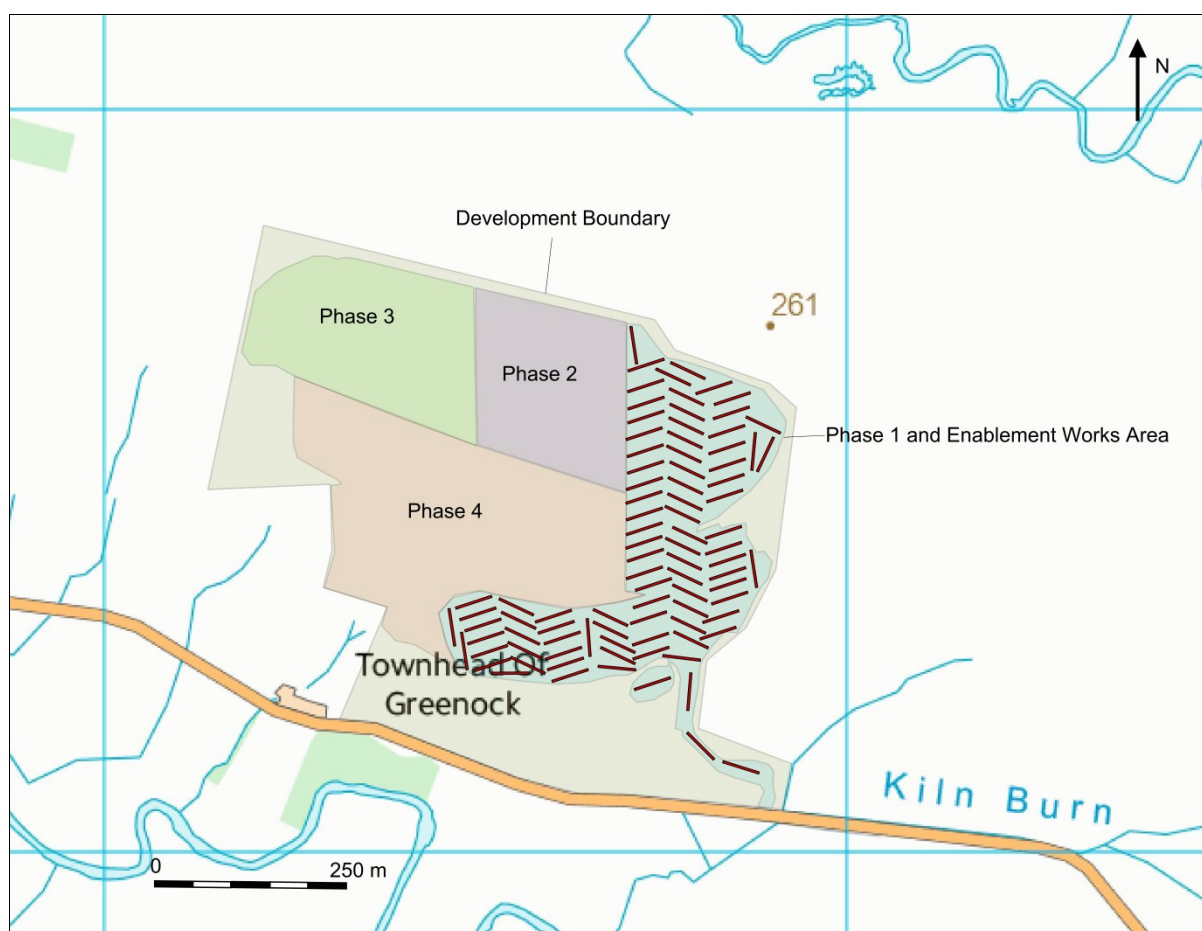 N
Development Boundary
261
Phase 3
Phase 2
Phase 1 and Enablement Works Area
Phase 4
Townhead Of
Greenock
Kiln Burn
0
250 m